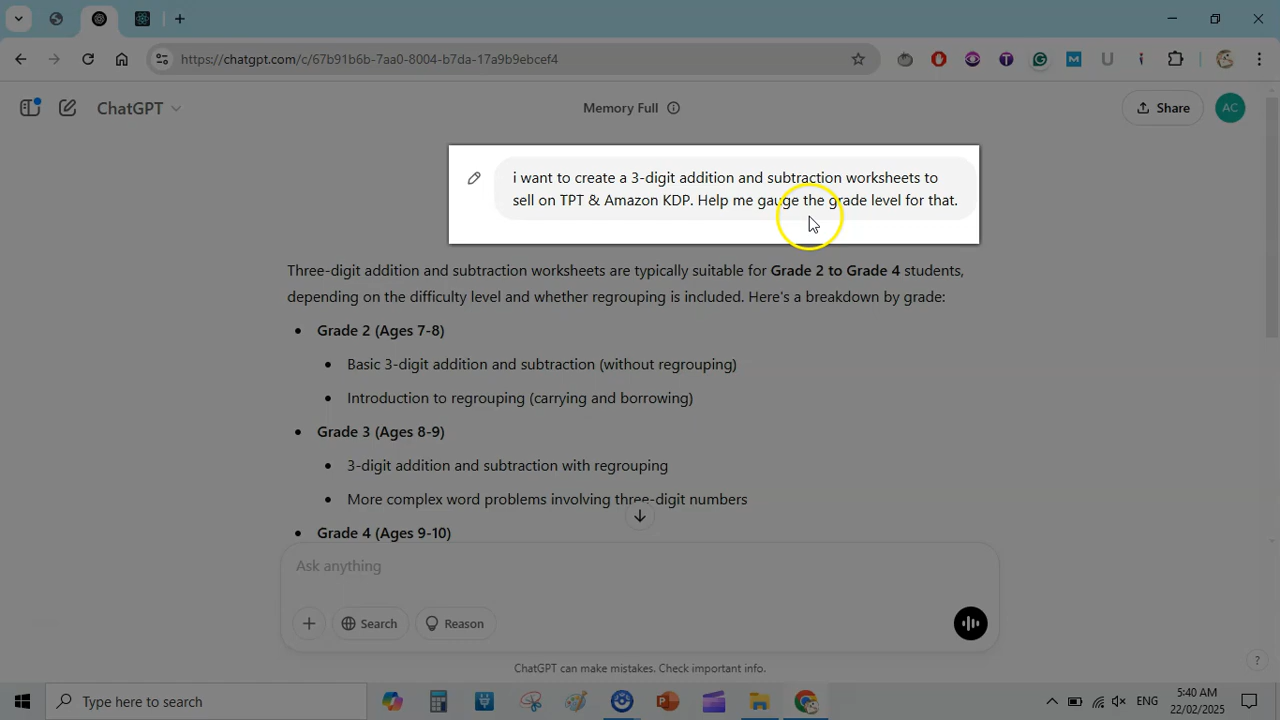 https://chatgpt.com/c/67b91b6b-7aa0-8004-b7da-17a9b9ebcef4
ChatGPT
Memory Full
Share
AC
i want to create a 3-digit addition and subtraction worksheets to
sell on TPT & Amazon KDP. Help me gauge the grade level for that.
Three-digit addition and subtraction worksheets are typically suitable for Grade 2 to Grade 4 students,
depending on the difficulty level and whether regrouping is included. Here's a breakdown by grade:
• Grade 2 (Ages 7-8)
• Basic 3-digit addition and subtraction (without regrouping)
• Introduction to regrouping (carrying and borrowing)
• Grade 3 (Ages 8-9)
• 3-digit addition and subtraction with regrouping
• More complex word problems involving three-digit numbers
• Grade 4 (Ages 9-10)
Ask anything
Search
Reason
ChatGPT can make mistakes. Check important info.
?
Type here to search
ENG
5:40 AM
22/02/2025